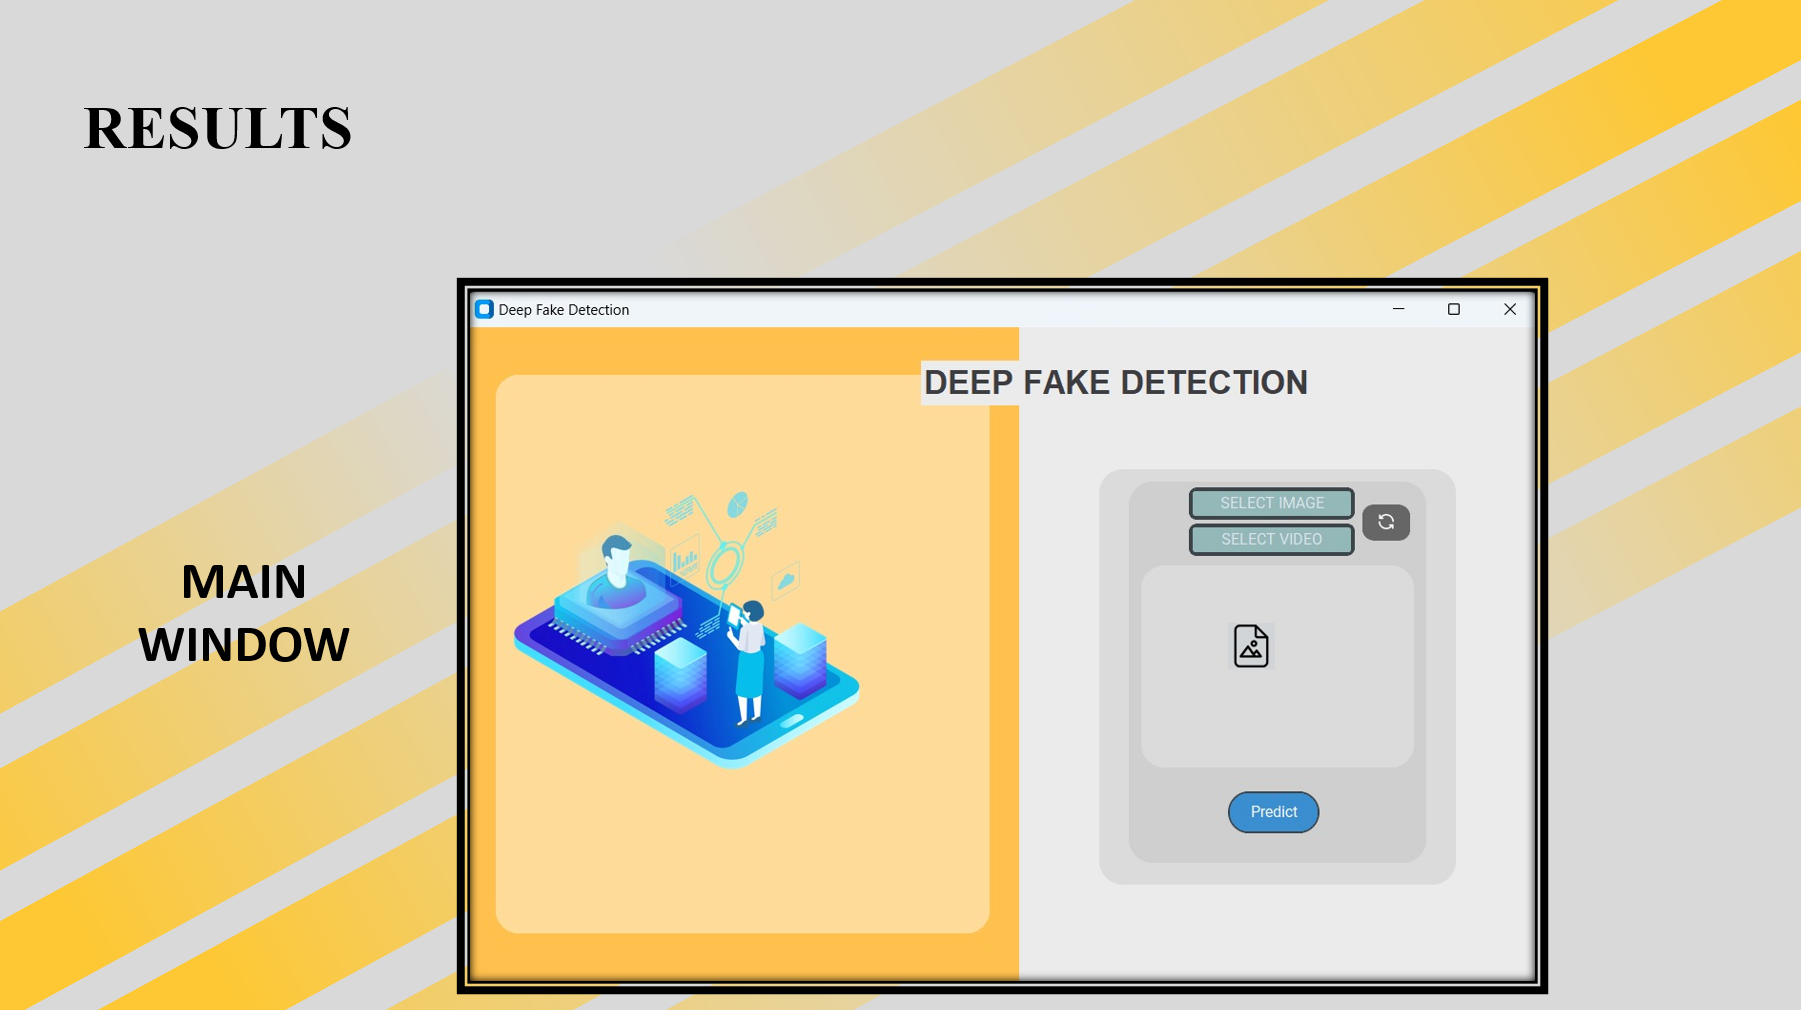 RESULTS
Deep Fake Detection
DEEP FAKE DETECTION
SELECT IMAGE
SELECT VIDEO
MAIN
WINDOW
Predict